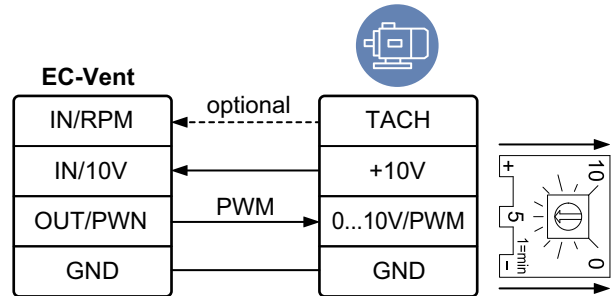 EC-Vent
IN/RPM
optional
TACH
IN/10V
+10V
OUT/PWN
PWM
0...10V/PWM
GND
GND
+
5
-
10
0
1=min